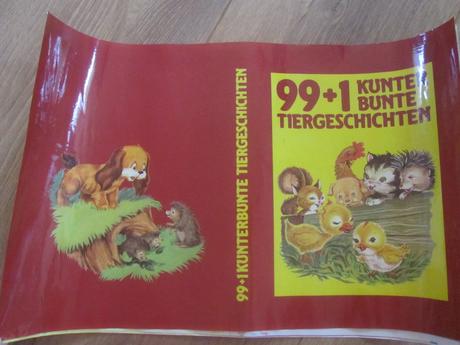 99+1 KUNTERBUNTE TIERGESCHICHTEN
99+1 KUNTER
BUNTE
TIERGESCHICHTEN